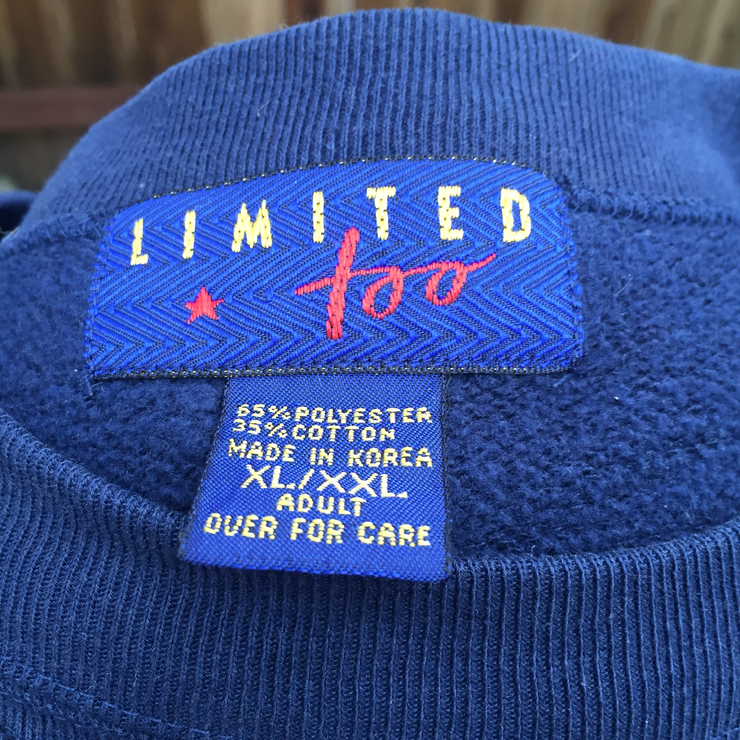 LIMITED
too
65% POLYESTER
35% COTTON
MADE IN KOREA
XL/XXL
ADULT
OVER FOR CARE